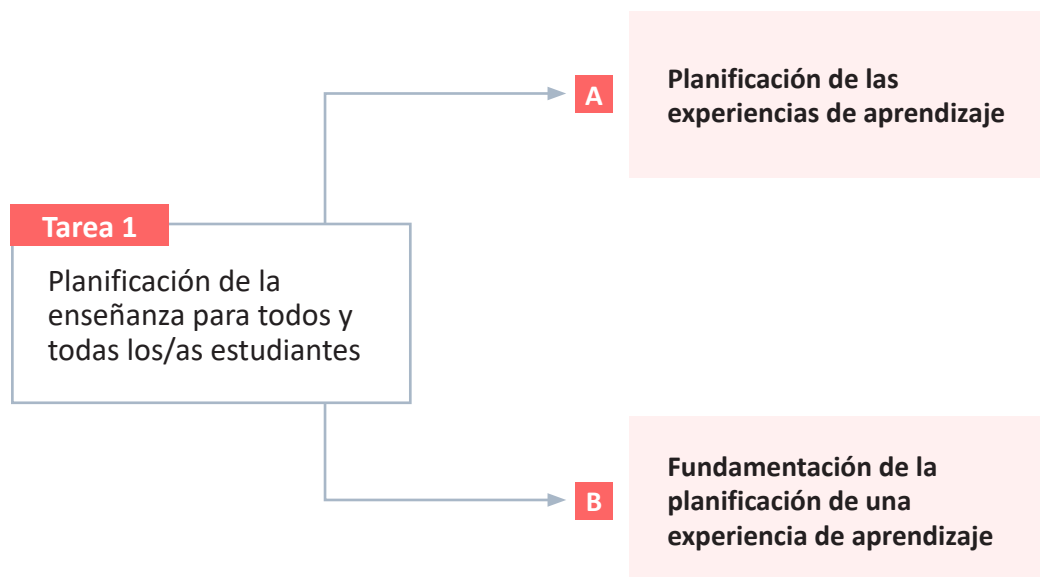 A
Planificación de las
experiencias de aprendizaje
Tarea 1
Planificación de la
enseñanza para todos y
todas los/as estudiantes
B
Fundamentación de la
planificación de una
experiencia de aprendizaje